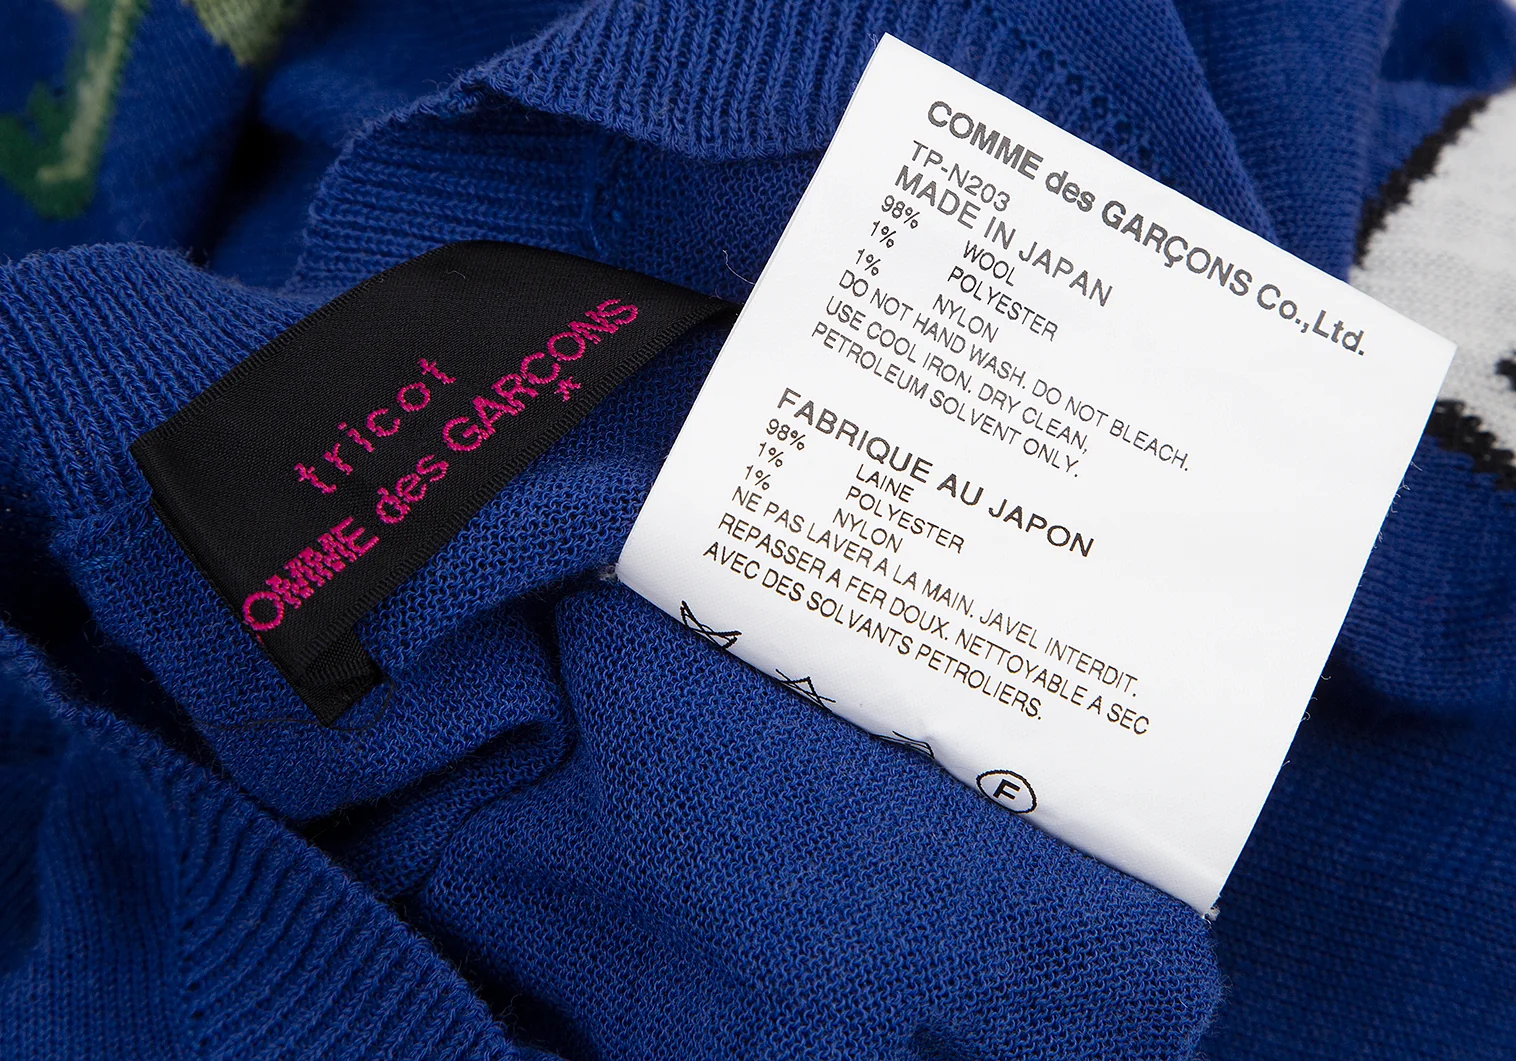 tricot
OMME des GARCONS
*
COMME des GARÇONS Co.,Ltd.
TP-N203
MADE IN JAPAN
98% WOOL
1% POLYESTER
1% NYLON
DO NOT HAND WASH. DO NOT BLEACH.
USE COOL IRON. DRY CLEAN,
PETROLEUM SOLVENT ONLY.
FABRIQUE AU JAPON
98% LAINE
1% POLYESTER
1% NYLON
NE PAS LAVER A LA MAIN. JAVEL INTERDIT.
REPASSER A FER DOUX. NETTOYABLE A SEC
AVEC DES SOLVANTS PETROLIERS.
F